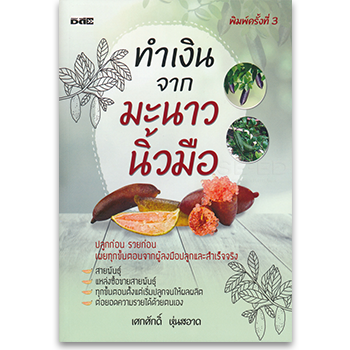 พิมพ์ครั้งที่ 3
ทำเงิน
จาก
มะนาว
นิ้วมือ
ปลูกก่อน รวยก่อน
เผยทุกขั้นตอนจากผู้ลงมือปลูกและสำเร็จจริง
สายพันธุ์
แหล่งซื้อขายสายพันธุ์
ทุกขั้นตอนตั้งแต่เริ่มปลูกจนให้ผลผลิต
ต่อยอดความรวยได้ด้วยตนเอง
เศกศักดิ์ ชุ่มสอาด